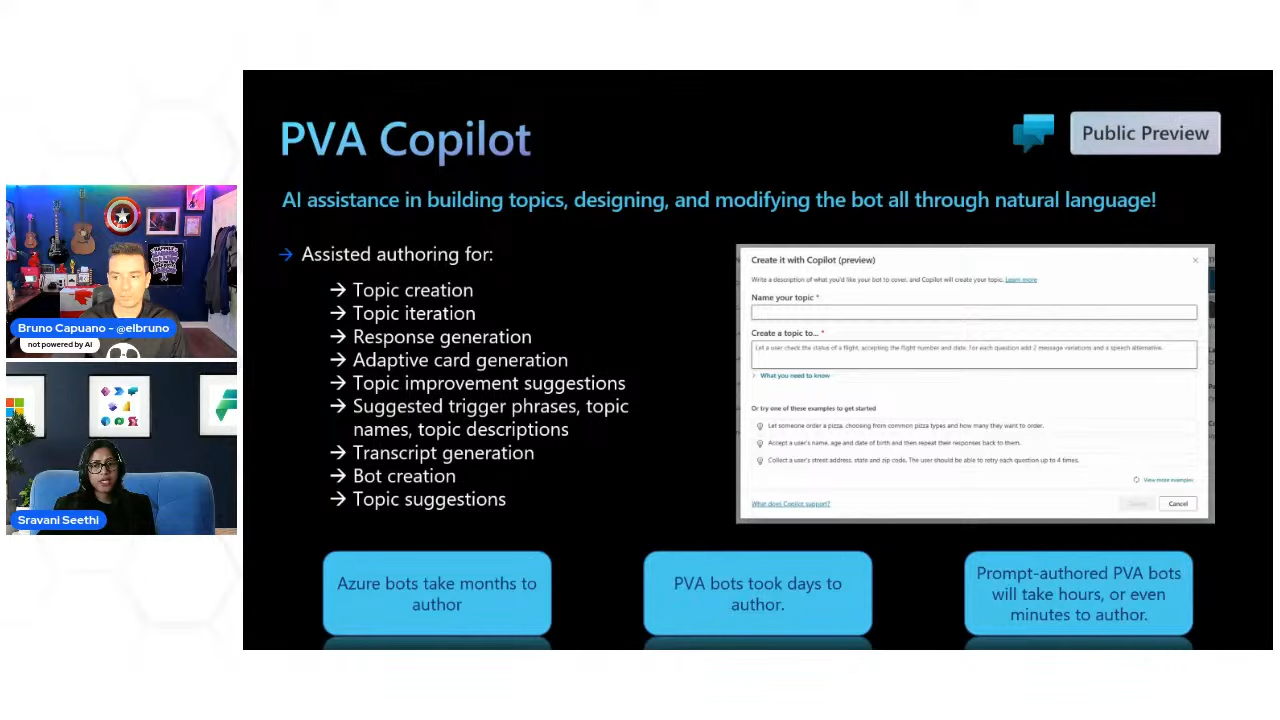 PVA Copilot
Public Preview
AI assistance in building topics, designing, and modifying the bot all through natural language!
→ Assisted authoring for:
→ Topic creation
→ Topic iteration
→ Response generation
→ Adaptive card generation
→ Topic improvement suggestions
→ Suggested trigger phrases, topic
names, topic descriptions
→ Transcript generation
→ Bot creation
→ Topic suggestions
Create it with Copilot (preview)
Write a description of what you'd like your bot to cover, and Copilot will create your topic. Learn more
Name your topic *
Create a topic to... *
Let a user check the status of a flight, accepting the flight number and date. For each question add 2 message variations and a speech alternative.
What you need to know
Or try one of these examples to get started
Let someone order a pizza, choosing from common pizza types and how many they want to order.
Accept a user's name, age and date of birth and then repeat their responses back to them.
Collect a user's street address, state and zip code. The user should be able to retry each question up to 4 times.
View more examples
What does Copilot support?
Cancel
Azure bots take months to
author
PVA bots took days to
author.
Prompt-authored PVA bots
will take hours, or even
minutes to author.
Bruno Capuano - @elbruno
not powered by AI
Sravani Seethi